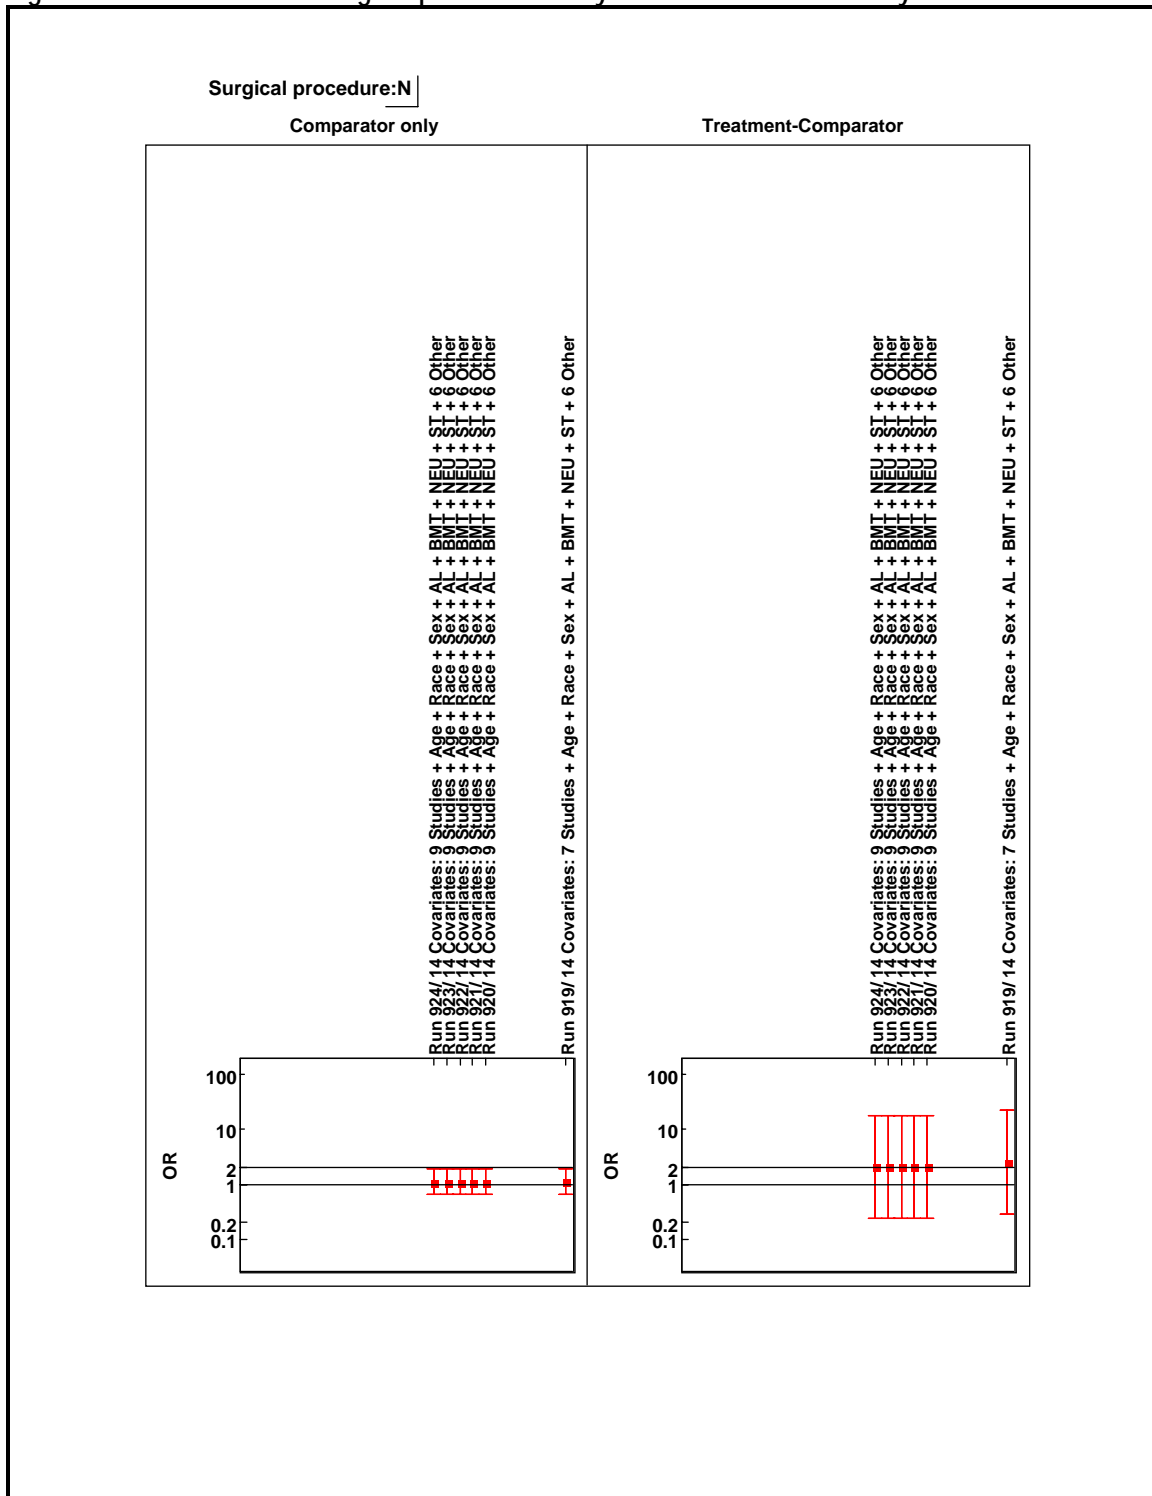 Surgical procedure:N
Comparator only
Treatment-Comparator
Run 924/ 14 Covariates: 9 Studies + Age + Race + Sex + AL + BMT + NEU + ST + 6 Other
Run 923/ 14 Covariates: 9 Studies + Age + Race + Sex + AL + BMT + NEU + ST + 6 Other
Run 922/ 14 Covariates: 9 Studies + Age + Race + Sex + AL + BMT + NEU + ST + 6 Other
Run 921/ 14 Covariates: 9 Studies + Age + Race + Sex + AL + BMT + NEU + ST + 6 Other
Run 920/ 14 Covariates: 9 Studies + Age + Race + Sex + AL + BMT + NEU + ST + 6 Other
Run 919/ 14 Covariates: 7 Studies + Age + Race + Sex + AL + BMT + NEU + ST + 6 Other
OR
100
10
2
1
0.2
0.1
Run 924/ 14 Covariates: 9 Studies + Age + Race + Sex + AL + BMT + NEU + ST + 6 Other
Run 923/ 14 Covariates: 9 Studies + Age + Race + Sex + AL + BMT + NEU + ST + 6 Other
Run 922/ 14 Covariates: 9 Studies + Age + Race + Sex + AL + BMT + NEU + ST + 6 Other
Run 921/ 14 Covariates: 9 Studies + Age + Race + Sex + AL + BMT + NEU + ST + 6 Other
Run 920/ 14 Covariates: 9 Studies + Age + Race + Sex + AL + BMT + NEU + ST + 6 Other
Run 919/ 14 Covariates: 7 Studies + Age + Race + Sex + AL + BMT + NEU + ST + 6 Other
OR
100
10
2
1
0.2
0.1